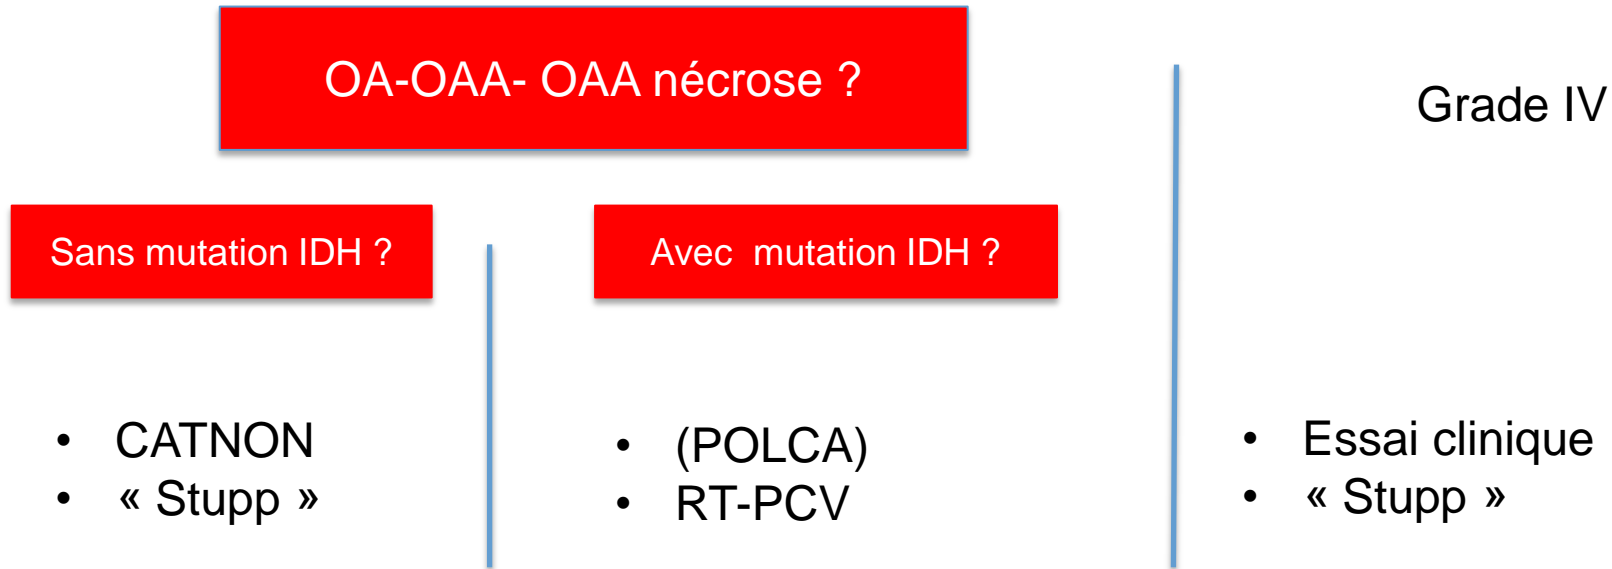 OA-OAA- OAA nécrose ?
Grade IV
Sans mutation IDH ?
Avec mutation IDH ?
• CATNON
• « Stupp »
• (POLCA)
• RT-PCV
• Essai clinique
• « Stupp »